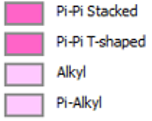 Pi-Pi Stacked
Pi-Pi T-shaped
Alkyl
Pi-Alkyl